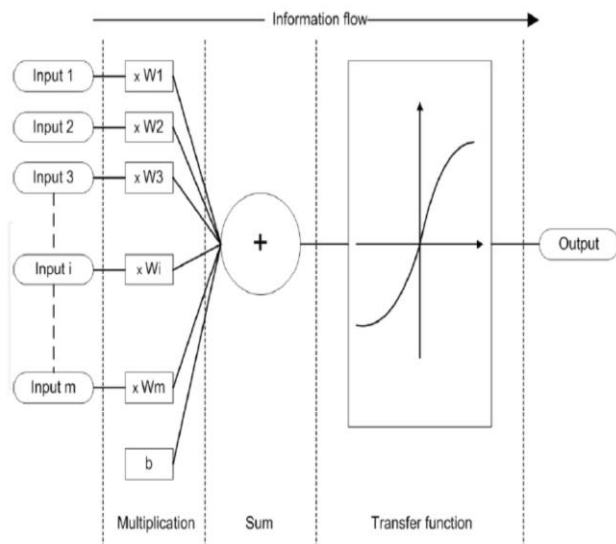 Information flow
Input 1
x W1
Input 2
x W2
Input 3
x W3
+
Input i
x Wi
Output
Input m
x Wm
b
Multiplication
Sum
Transfer function